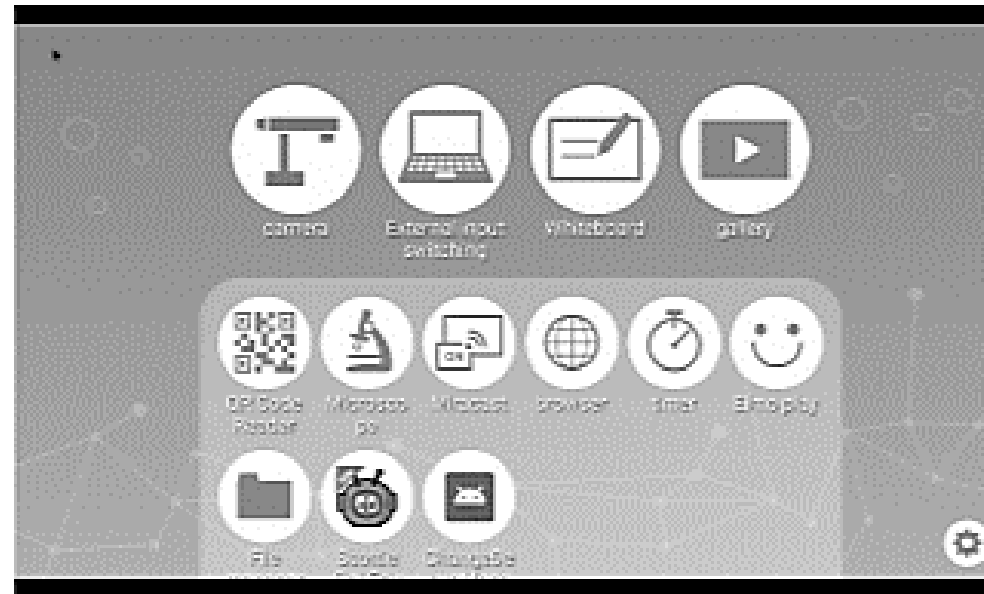 camera
External input
switching
Whiteboard
gallery
QR Code
Reader
Microsco
pe
Miracast
browser
timer
Elmo play
File